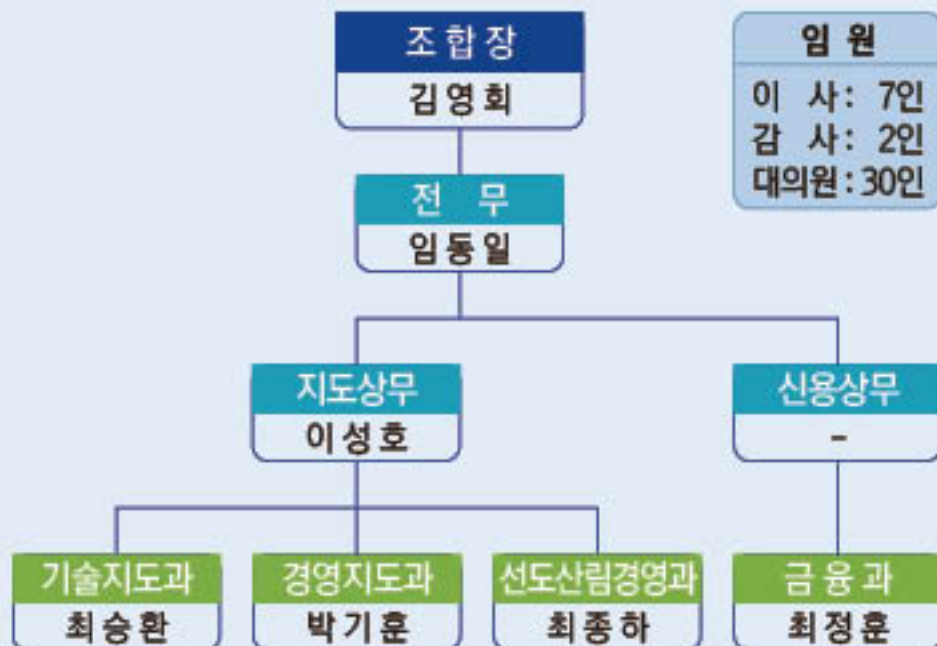 조합장
김영회
임원
이 사 : 7인
감 사 : 2인
대의원 : 30인
전 무
임동일
지도상무
이성호
신용상무
-
기술지도과
최승환
경영지도과
박기훈
선도산림경영과
최종하
금융과
최정훈